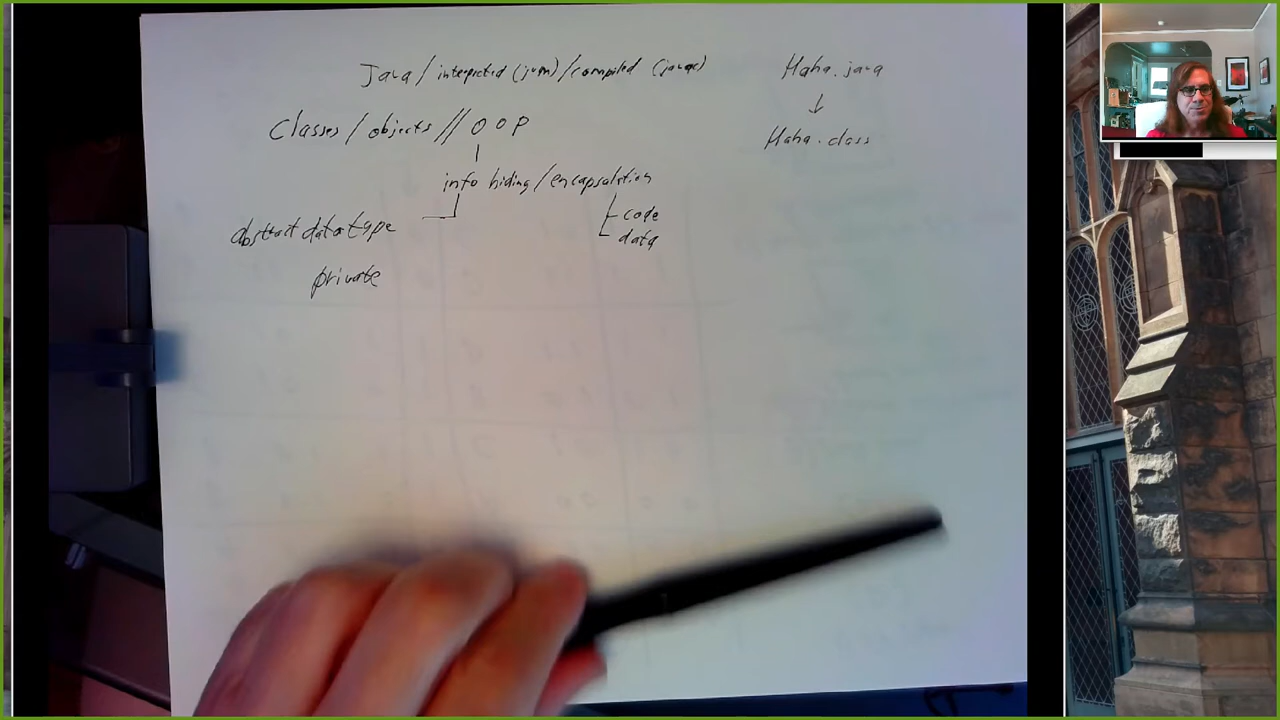 Java / interpreted (jvm) / compiled (javac)
Haha.java
↓
Haha.class
Classes / objects // OOP
info hiding / encapsulation
code
data
abstract data type
private